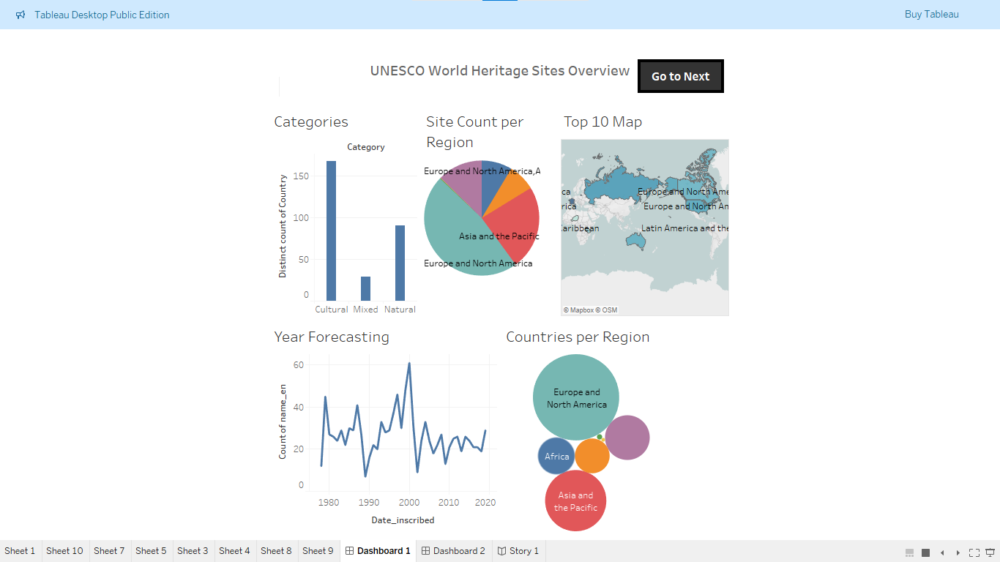 Tableau Desktop Public Edition
Buy Tableau
UNESCO World Heritage Sites Overview
Go to Next
Categories
Category
Distinct count of Country
150
100
50
0
Cultural Mixed Natural
Site Count per
Region
Europe and North America,A
Asia and the Pacific
Europe and North America
Top 10 Map
ca
Europe and North Ame
rica
Europe and North Am
Caribbean
Latin America and the
© Mapbox © OSM
Year Forecasting
Count of name_en
60
40
20
0
1980 1990 2000 2010 2020
Date_inscribed
Countries per Region
Europe and
North America
Africa
Asia and
the Pacific
Sheet 1 Sheet 10 Sheet 7 Sheet 5 Sheet 3 Sheet 4 Sheet 8 Sheet 9 Dashboard 1 Dashboard 2 Story 1